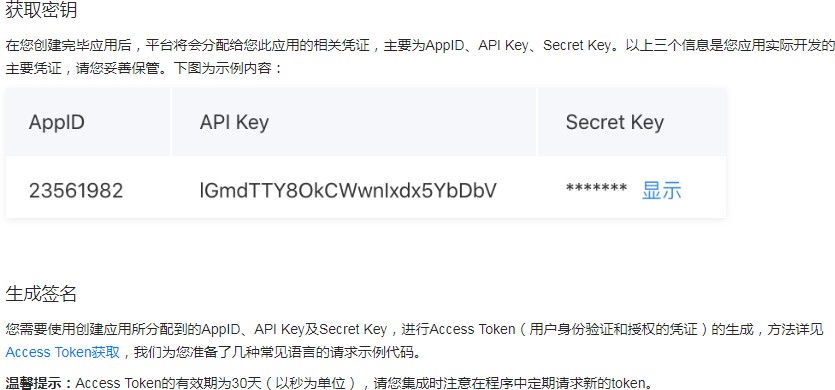 获取密钥
在您创建完毕应用后，平台将会分配给您此应用的相关凭证，主要为AppID、API Key、Secret Key。以上三个信息是您应用实际开发的
主要凭证，请您妥善保管。下图为示例内容：
AppID API Key Secret Key
23561982 lGmdTTY8OkCWwnlxdx5YbDbV ******* 显示
生成签名
您需要使用创建应用所分配到的AppID、API Key及Secret Key，进行Access Token（用户身份验证和授权的凭证）的生成，方法详见
Access Token获取，我们为您准备了几种常见语言的请求示例代码。
温馨提示：Access Token的有效期为30天（以秒为单位），请您集成时注意在程序中定期请求新的token。